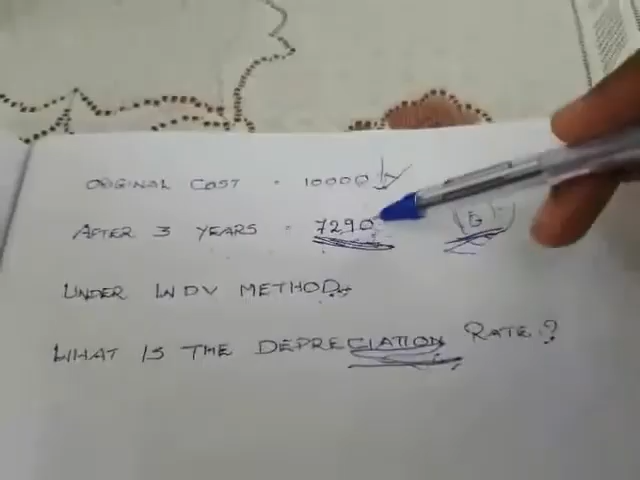 ORIGINAL COST = 10000
AFTER 3 YEARS = 7290
UNDER WDV METHOD
WHAT IS THE DEPRECIATION RATE?